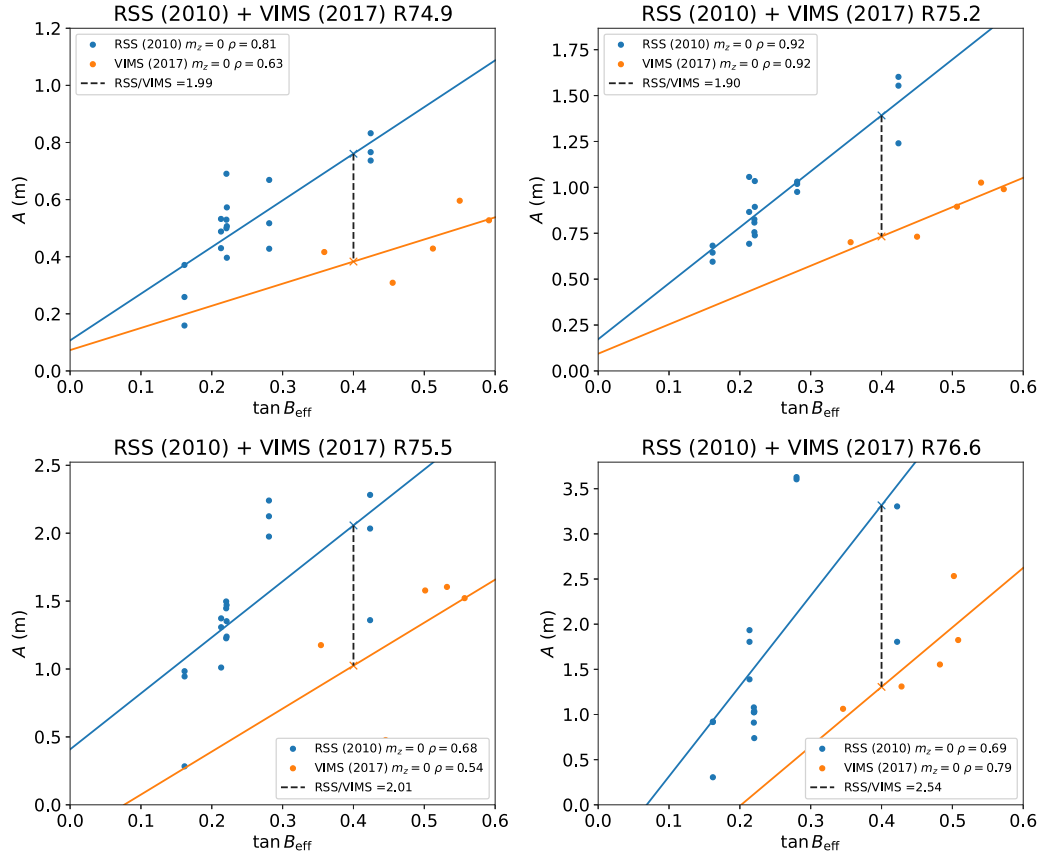 RSS (2010) + VIMS (2017) R74.9
RSS (2010) m_z = 0 ρ = 0.81
VIMS (2017) m_z = 0 ρ = 0.63
RSS/VIMS =1.99
A (m)
1.2
1.0
0.8
0.6
0.4
0.2
0.0
0.0 0.1 0.2 0.3 0.4 0.5 0.6
tan B_eff
RSS (2010) + VIMS (2017) R75.2
RSS (2010) m_z = 0 ρ = 0.92
VIMS (2017) m_z = 0 ρ = 0.92
RSS/VIMS =1.90
A (m)
1.75
1.50
1.25
1.00
0.75
0.50
0.25
0.00
0.0 0.1 0.2 0.3 0.4 0.5 0.6
tan B_eff
RSS (2010) + VIMS (2017) R75.5
A (m)
2.5
2.0
1.5
1.0
0.5
0.0
RSS (2010) m_z = 0 ρ = 0.68
VIMS (2017) m_z = 0 ρ = 0.54
RSS/VIMS =2.01
0.0 0.1 0.2 0.3 0.4 0.5 0.6
tan B_eff
RSS (2010) + VIMS (2017) R76.6
A (m)
3.5
3.0
2.5
2.0
1.5
1.0
0.5
0.0
RSS (2010) m_z = 0 ρ = 0.69
VIMS (2017) m_z = 0 ρ = 0.79
RSS/VIMS =2.54
0.0 0.1 0.2 0.3 0.4 0.5 0.6
tan B_eff